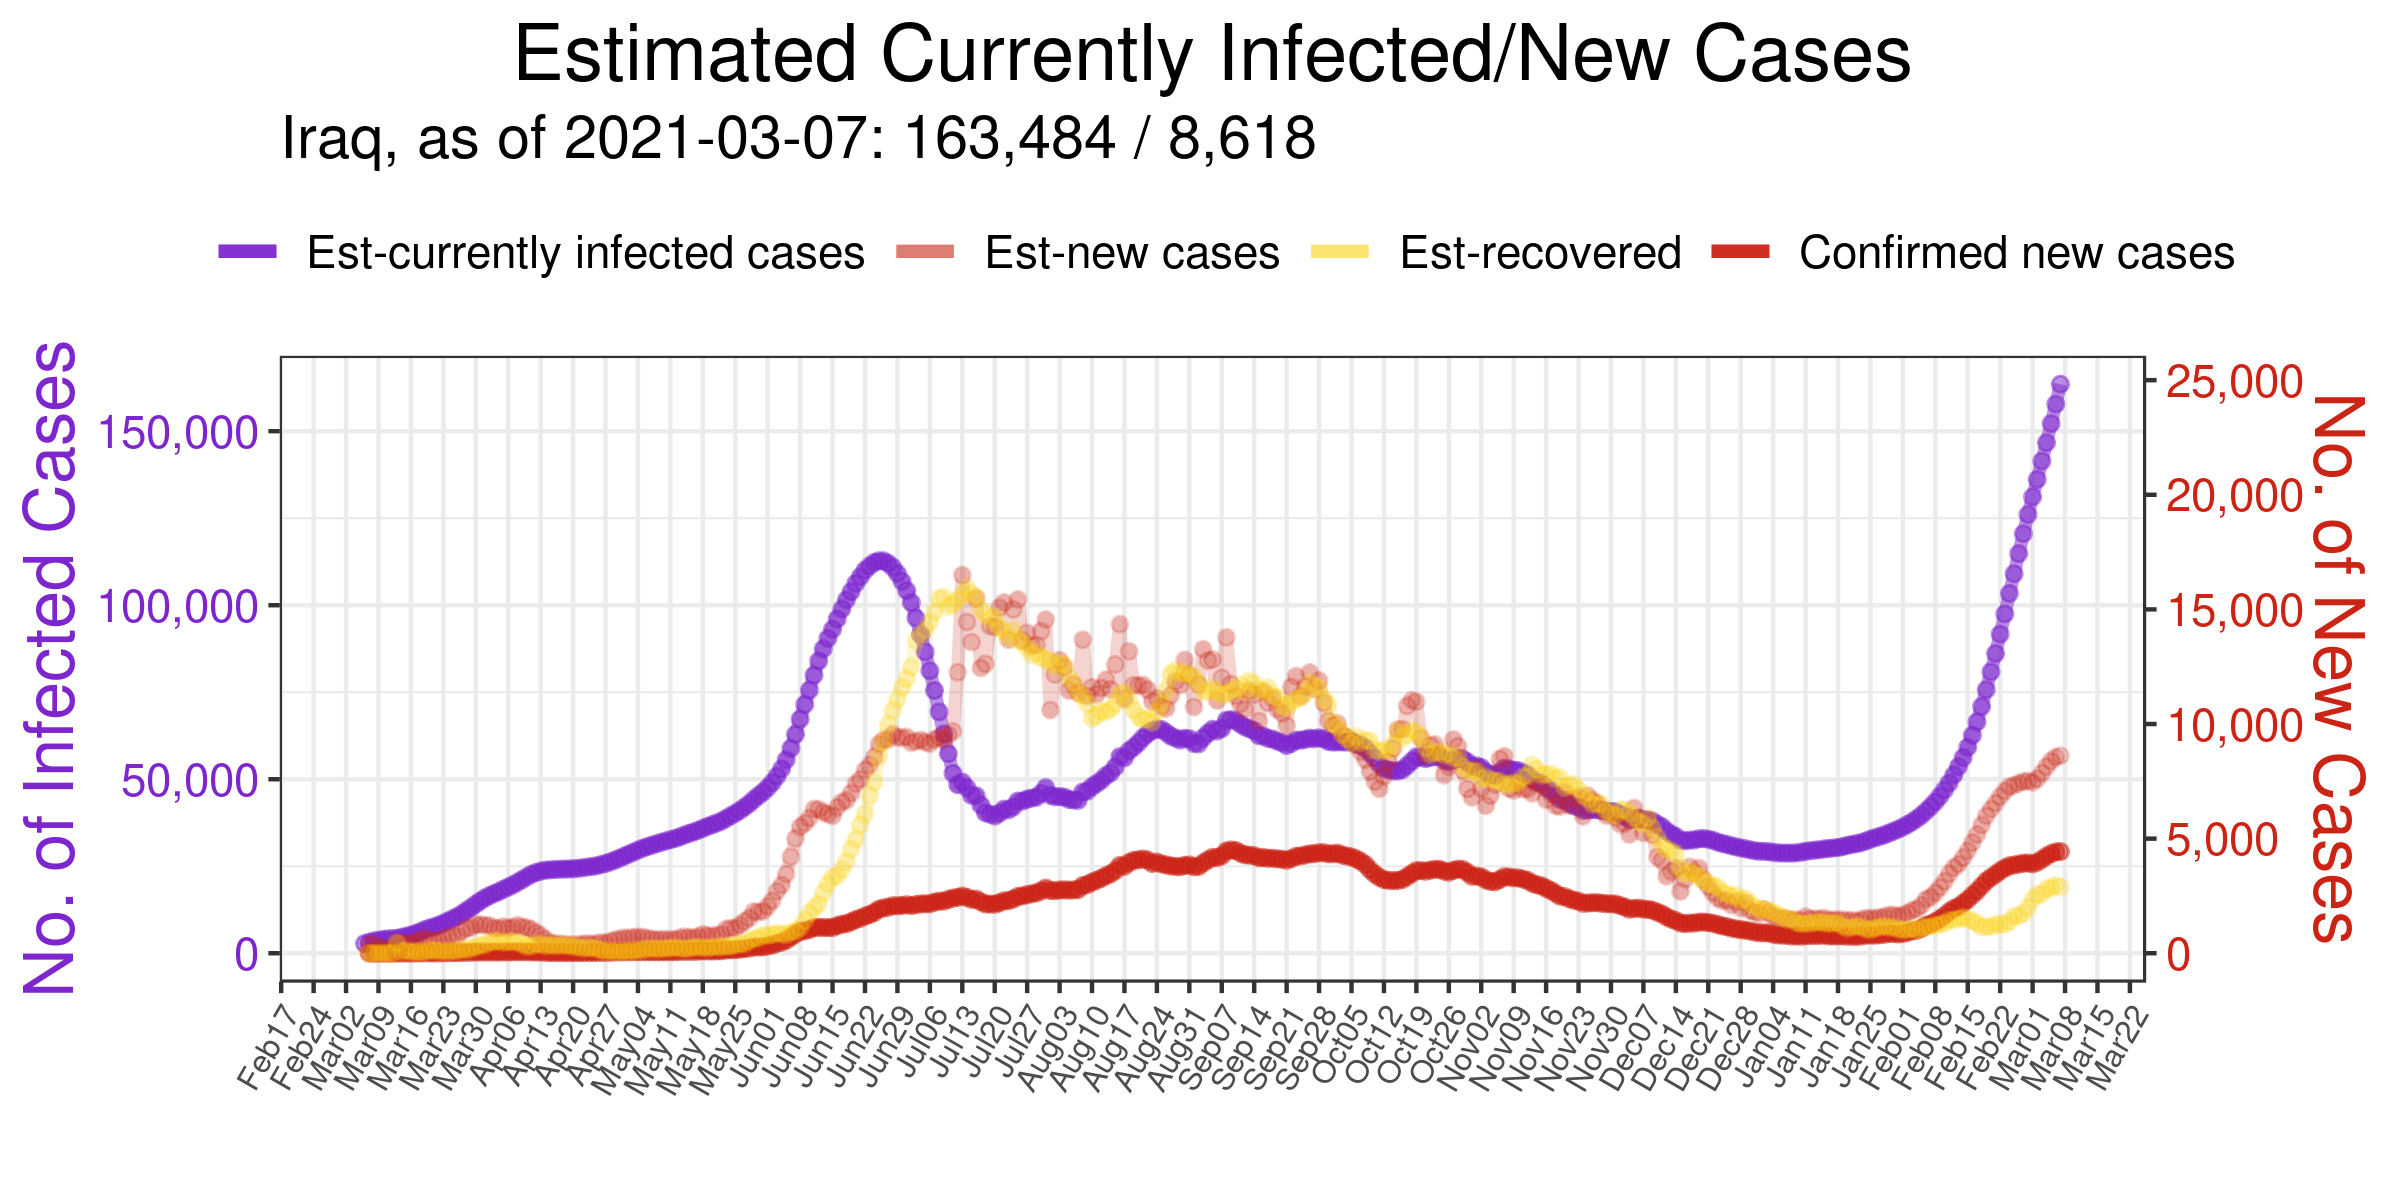 Estimated Currently Infected/New Cases
Iraq, as of 2021-03-07: 163,484 / 8,618
Est-currently infected cases
Est-new cases
Est-recovered
Confirmed new cases
No. of Infected Cases
150,000
100,000
50,000
0
25,000
20,000
15,000
10,000
5,000
0
No. of New Cases
Feb17
Feb24
Mar02
Mar09
Mar16
Mar23
Mar30
Apr06
Apr13
Apr20
Apr27
May04
May11
May18
May25
Jun01
Jun08
Jun15
Jun22
Jun29
Jul06
Jul13
Jul20
Jul27
Aug03
Aug10
Aug17
Aug24
Aug31
Sep07
Sep14
Sep21
Sep28
Oct05
Oct12
Oct19
Oct26
Nov02
Nov09
Nov16
Nov23
Nov30
Dec07
Dec14
Dec21
Dec28
Jan04
Jan11
Jan18
Jan25
Feb01
Feb08
Feb15
Feb22
Mar01
Mar08
Mar15
Mar22